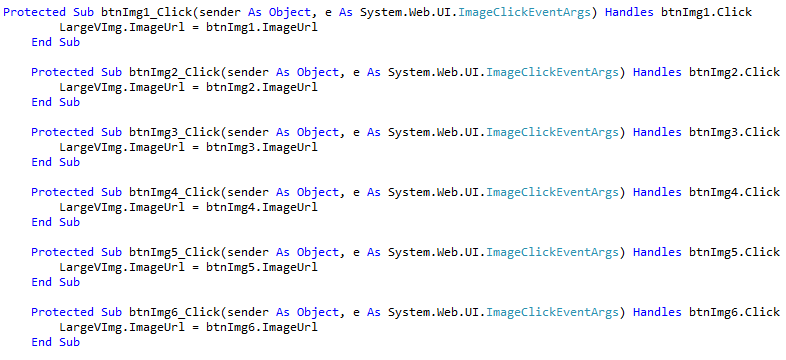 Protected Sub btnImg1_Click(sender As Object, e As System.Web.UI.ImageClickEventArgs) Handles btnImg1.Click
LargeVImg.ImageUrl = btnImg1.ImageUrl
End Sub
Protected Sub btnImg2_Click(sender As Object, e As System.Web.UI.ImageClickEventArgs) Handles btnImg2.Click
LargeVImg.ImageUrl = btnImg2.ImageUrl
End Sub
Protected Sub btnImg3_Click(sender As Object, e As System.Web.UI.ImageClickEventArgs) Handles btnImg3.Click
LargeVImg.ImageUrl = btnImg3.ImageUrl
End Sub
Protected Sub btnImg4_Click(sender As Object, e As System.Web.UI.ImageClickEventArgs) Handles btnImg4.Click
LargeVImg.ImageUrl = btnImg4.ImageUrl
End Sub
Protected Sub btnImg5_Click(sender As Object, e As System.Web.UI.ImageClickEventArgs) Handles btnImg5.Click
LargeVImg.ImageUrl = btnImg5.ImageUrl
End Sub
Protected Sub btnImg6_Click(sender As Object, e As System.Web.UI.ImageClickEventArgs) Handles btnImg6.Click
LargeVImg.ImageUrl = btnImg6.ImageUrl
End Sub